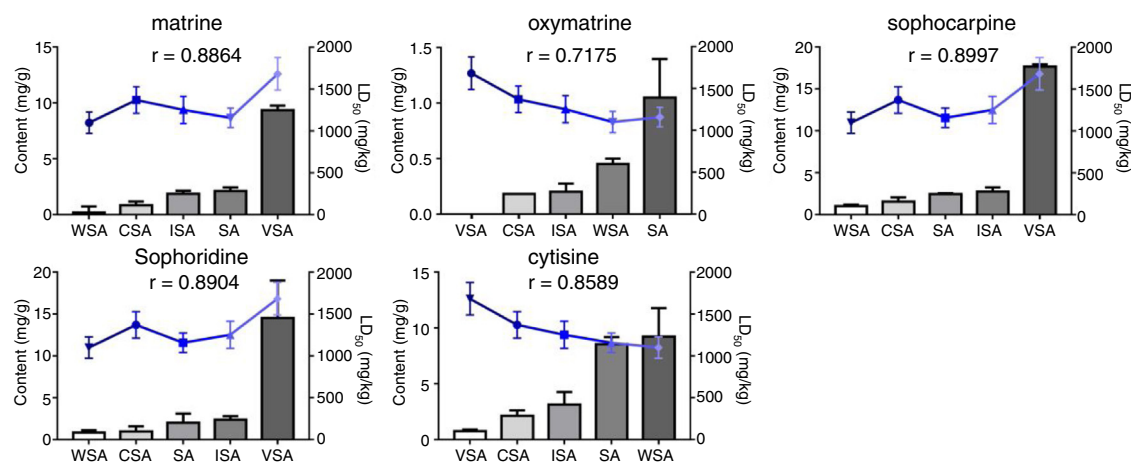 matrine
r = 0.8864
Content (mg/g)
15
10
5
0
LD50 (mg/kg)
2000
1500
1000
500
0
WSA CSA ISA SA VSA
oxymatrine
r = 0.7175
Content (mg/g)
1.5
1.0
0.5
0.0
LD50 (mg/kg)
2000
1500
1000
500
0
VSA CSA ISA WSA SA
sophocarpine
r = 0.8997
Content (mg/g)
20
15
10
5
0
LD50 (mg/kg)
2000
1500
1000
500
0
WSA CSA SA ISA VSA
Sophoridine
r = 0.8904
Content (mg/g)
20
15
10
5
0
LD50 (mg/kg)
2000
1500
1000
500
0
WSA CSA SA ISA VSA
cytisine
r = 0.8589
Content (mg/g)
15
10
5
0
LD50 (mg/kg)
2000
1500
1000
500
0
VSA CSA ISA SA WSA